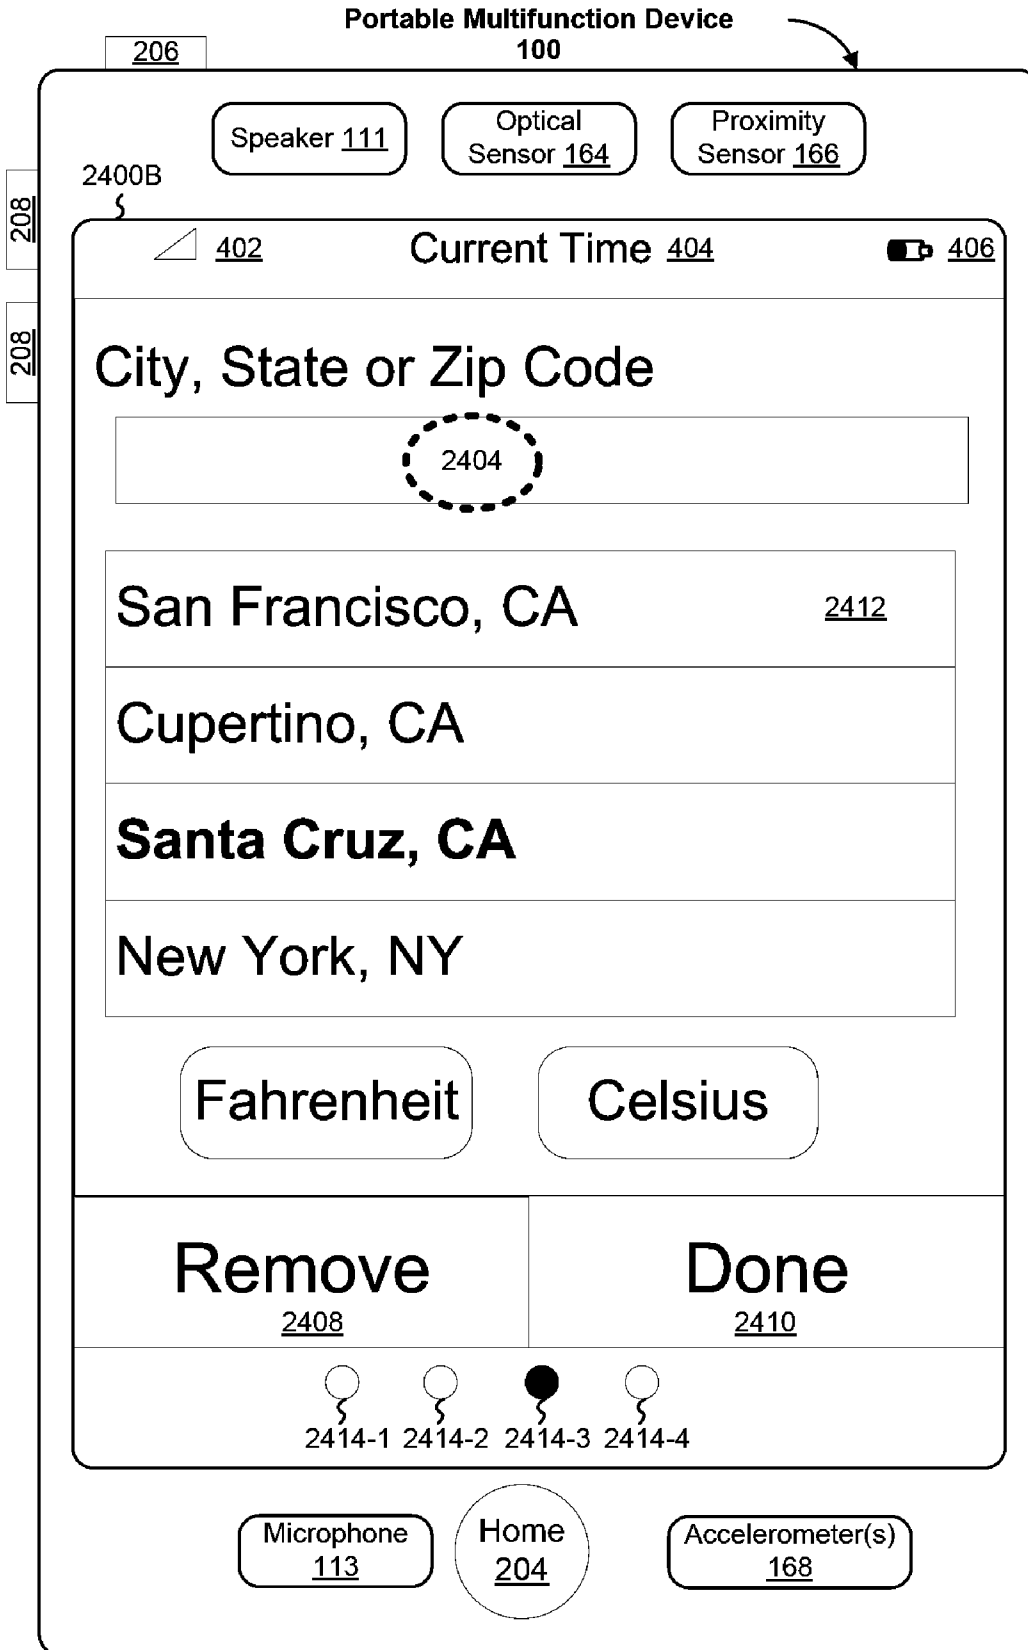 Portable Multifunction Device
100
206
Speaker 111
Optical
Sensor 164
Proximity
Sensor 166
2400B
208
402
Current Time 404
406
208
City, State or Zip Code
2404
San Francisco, CA
2412
Cupertino, CA
Santa Cruz, CA
New York, NY
Fahrenheit
Celsius
Remove
2408
Done
2410
2414-1 2414-2 2414-3 2414-4
Microphone
113
Home
204
Accelerometer(s)
168